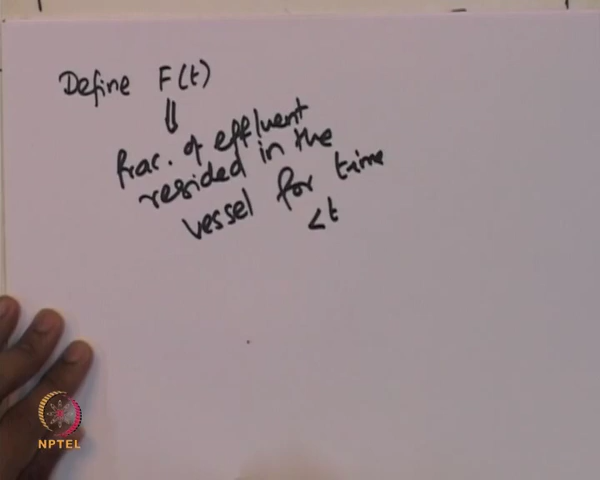 Define F(t)
⇓
frac. of effluent
resided in the
vessel for time
<t
NPTEL